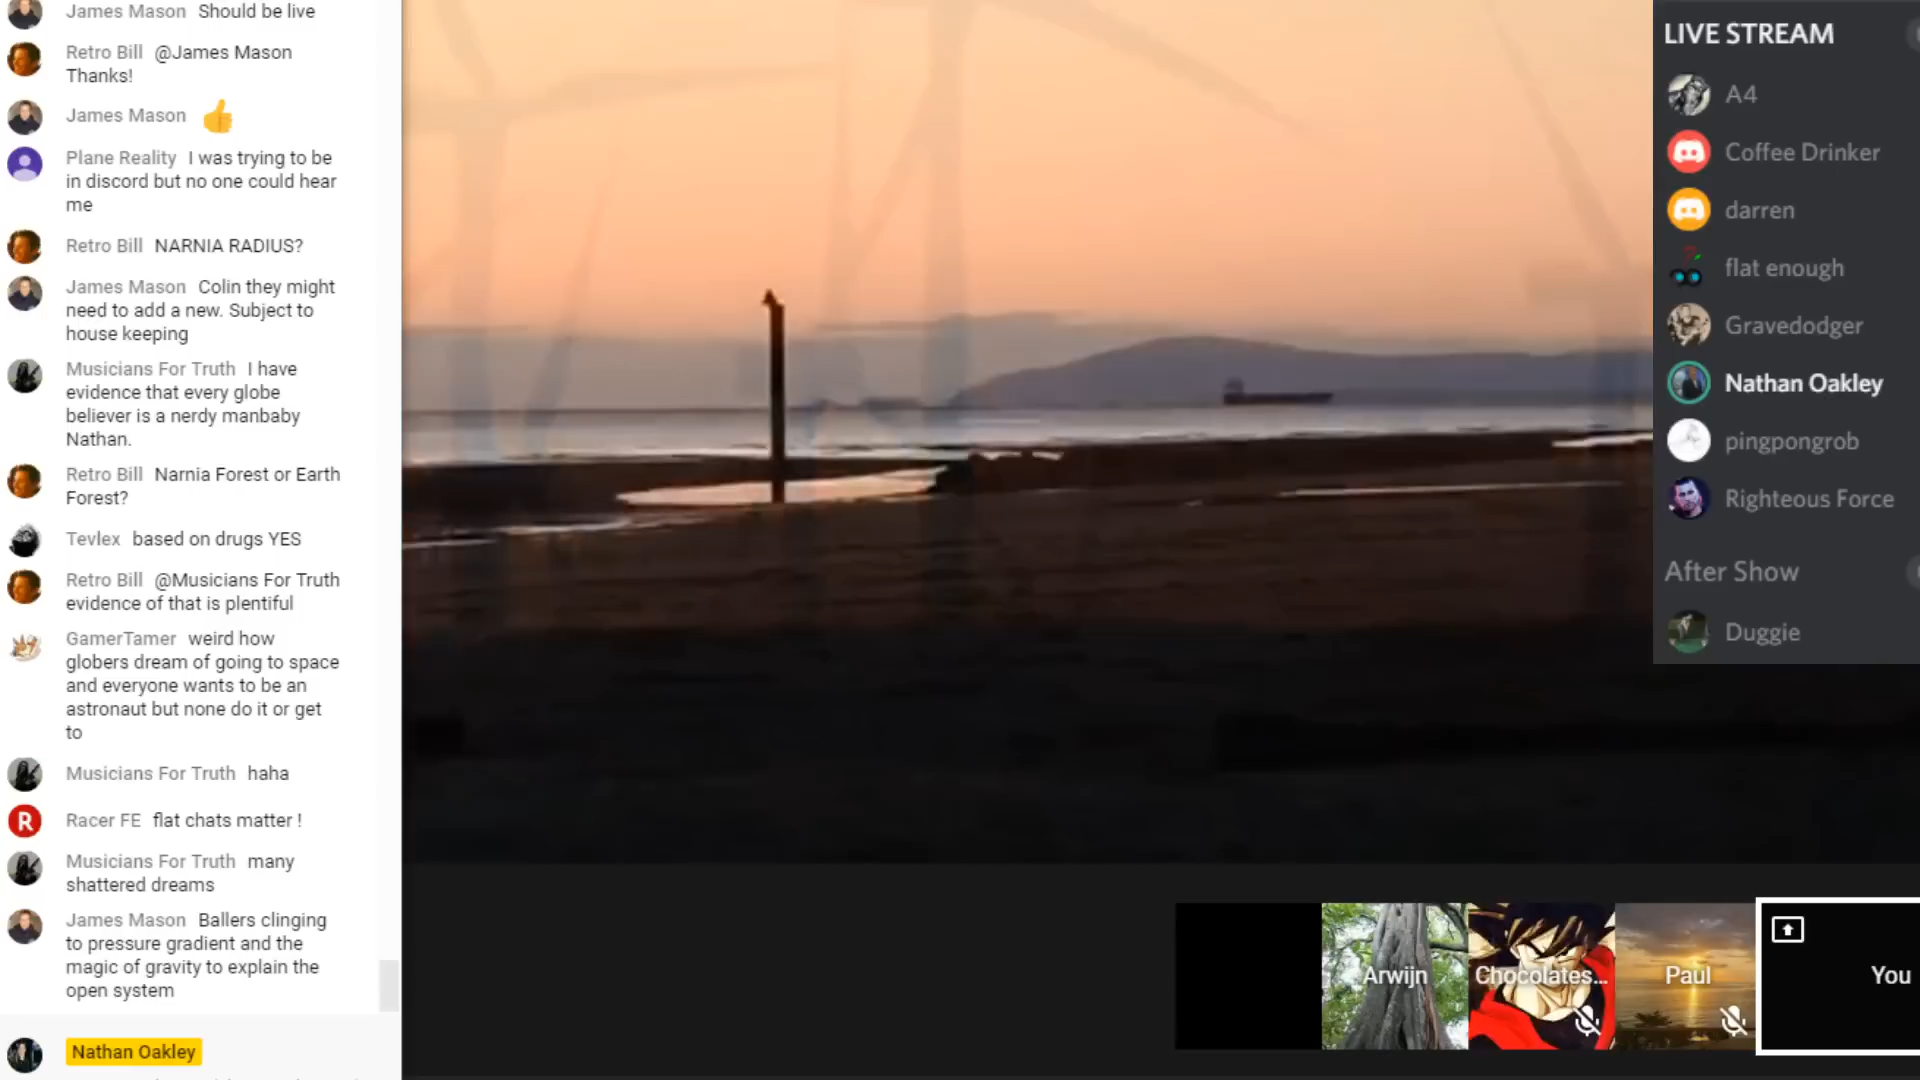 James Mason Should be live
Retro Bill @James Mason
Thanks!
James Mason 👍
Plane Reality I was trying to be
in discord but no one could hear
me
Retro Bill NARNIA RADIUS?
James Mason Colin they might
need to add a new. Subject to
house keeping
Musicians For Truth I have
evidence that every globe
believer is a nerdy manbaby
Nathan.
Retro Bill Narnia Forest or Earth
Forest?
Tevlex based on drugs YES
Retro Bill @Musicians For Truth
evidence of that is plentiful
GamerTamer weird how
globers dream of going to space
and everyone wants to be an
astronaut but none do it or get
to
Musicians For Truth haha
R
Racer FE flat chats matter !
Musicians For Truth many
shattered dreams
James Mason Ballers clinging
to pressure gradient and the
magic of gravity to explain the
open system
Nathan Oakley
LIVE STREAM
A4
Coffee Drinker
darren
flat enough
Gravedodger
Nathan Oakley
pingpongrob
Righteous Force
After Show
Duggie
Arwijn
Chocolates...
Paul
You